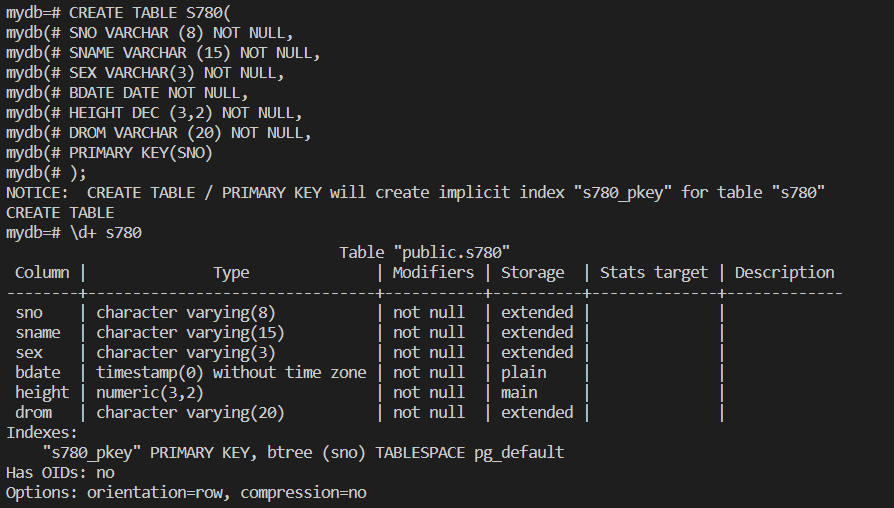 mydb=# CREATE TABLE S780(
mydb(# SNO VARCHAR (8) NOT NULL,
mydb(# SNAME VARCHAR (15) NOT NULL,
mydb(# SEX VARCHAR(3) NOT NULL,
mydb(# BDATE DATE NOT NULL,
mydb(# HEIGHT DEC (3,2) NOT NULL,
mydb(# DROM VARCHAR (20) NOT NULL,
mydb(# PRIMARY KEY(SNO)
mydb(# );
NOTICE:  CREATE TABLE / PRIMARY KEY will create implicit index "s780_pkey" for table "s780"
CREATE TABLE
mydb=# \d+ s780
                                  Table "public.s780"
 Column |              Type              | Modifiers | Storage  | Stats target | Description
--------+--------------------------------+-----------+----------+--------------+-------------
 sno    | character varying(8)           | not null  | extended |              |
 sname  | character varying(15)          | not null  | extended |              |
 sex    | character varying(3)           | not null  | extended |              |
 bdate  | timestamp(0) without time zone | not null  | plain    |              |
 height | numeric(3,2)                   | not null  | main     |              |
 drom   | character varying(20)          | not null  | extended |              |
Indexes:
    "s780_pkey" PRIMARY KEY, btree (sno) TABLESPACE pg_default
Has OIDs: no
Options: orientation=row, compression=no